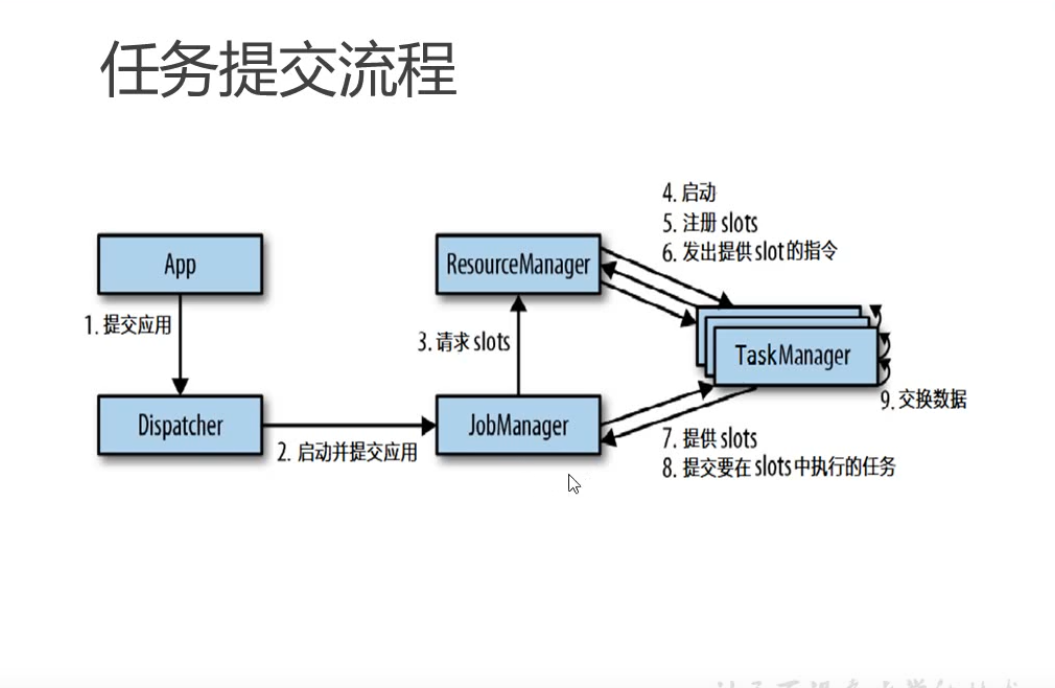 任务提交流程
4. 启动
5. 注册 slots
6. 发出提供 slot 的指令
App
ResourceManager
1. 提交应用
3. 请求 slots
TaskManager
9. 交换数据
Dispatcher
JobManager
2. 启动并提交应用
7. 提供 slots
8. 提交要在 slots 中执行的任务